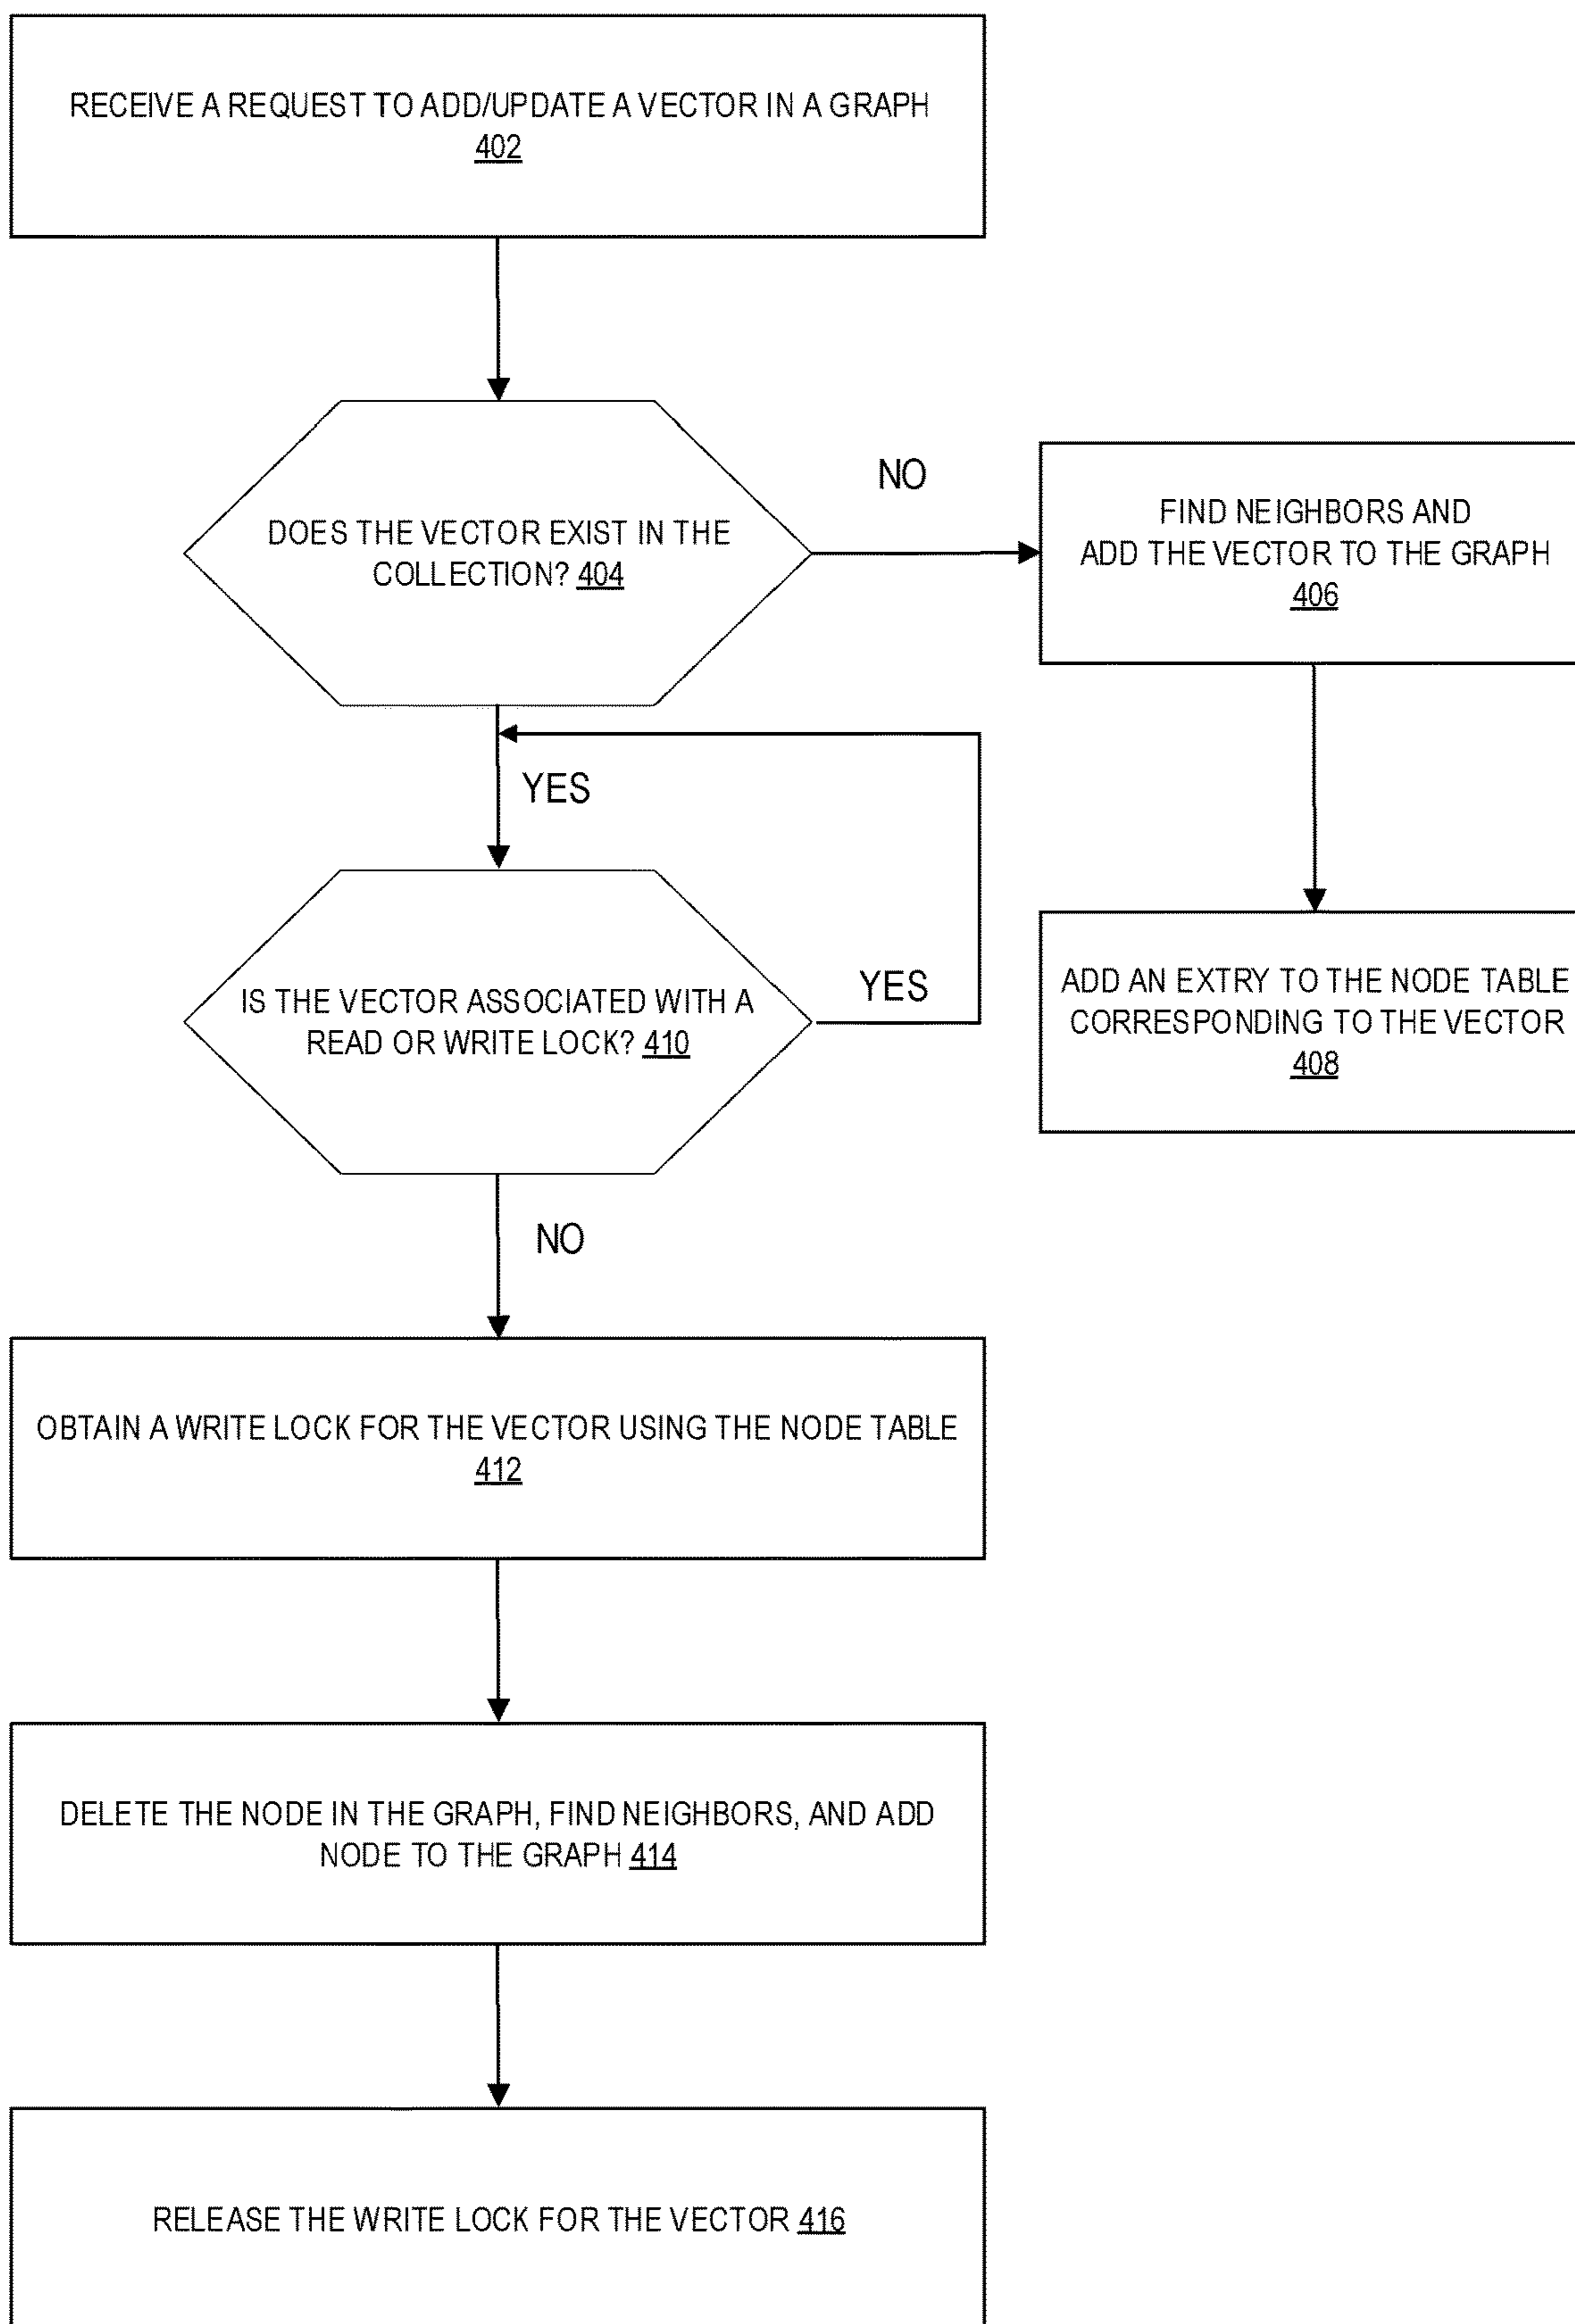 RECEIVE A REQUEST TO ADD/UPDATE A VECTOR IN A GRAPH
402
DOES THE VECTOR EXIST IN THE
COLLECTION? 404
NO
FIND NEIGHBORS AND
ADD THE VECTOR TO THE GRAPH
406
YES
IS THE VECTOR ASSOCIATED WITH A
READ OR WRITE LOCK? 410
YES
ADD AN EXTRY TO THE NODE TABLE
CORRESPONDING TO THE VECTOR
408
NO
OBTAIN A WRITE LOCK FOR THE VECTOR USING THE NODE TABLE
412
DELETE THE NODE IN THE GRAPH, FIND NEIGHBORS, AND ADD
NODE TO THE GRAPH 414
RELEASE THE WRITE LOCK FOR THE VECTOR 416